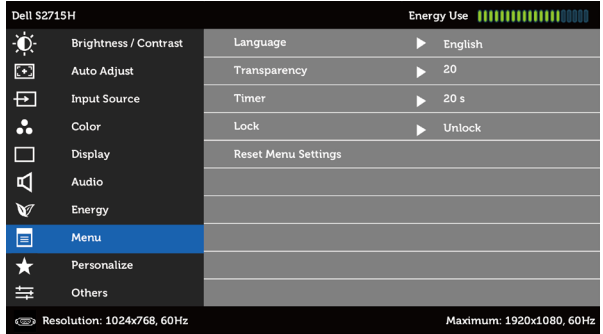 Dell S2715H Energy Use
Brightness / Contrast Language English
Auto Adjust Transparency 20
Input Source Timer 20 s
Color Lock Unlock
Display Reset Menu Settings
Audio
Energy
Menu
Personalize
Others
Resolution: 1024x768, 60Hz Maximum: 1920x1080, 60Hz